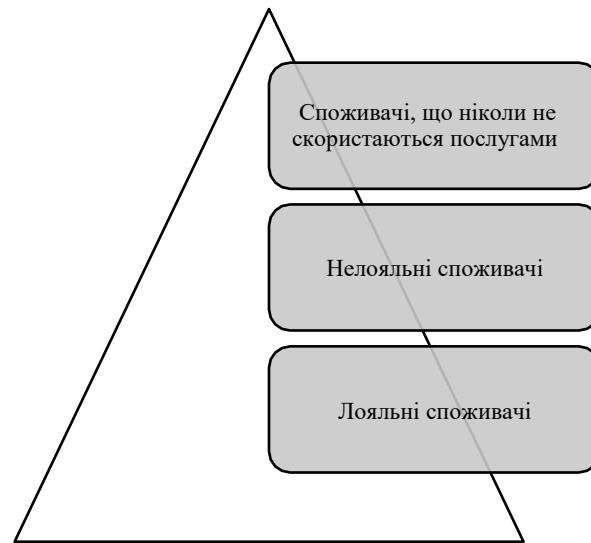 Споживачі, що ніколи не
скористаються послугами
Нелояльні споживачі
Лояльні споживачі